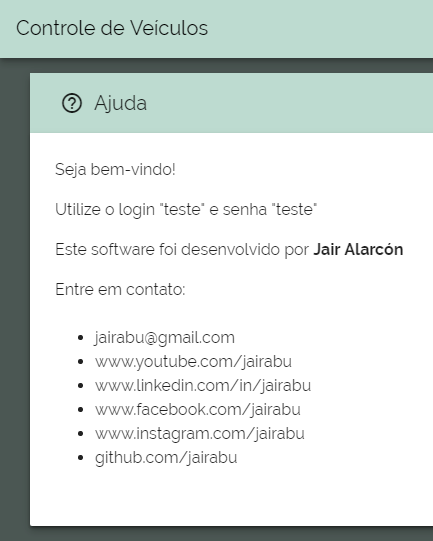 Controle de Veículos
Ajuda
Seja bem-vindo!
Utilize o login "teste" e senha "teste"
Este software foi desenvolvido por Jair Alarcón
Entre em contato:
jairabu@gmail.com
www.youtube.com/jairabu
www.linkedin.com/in/jairabu
www.facebook.com/jairabu
www.instagram.com/jairabu
github.com/jairabu